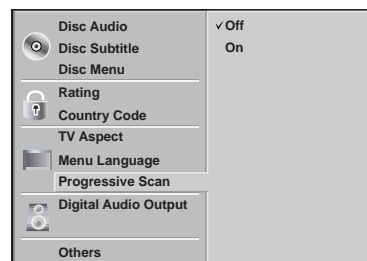 Disc Audio
Disc Subtitle
Disc Menu
Rating
Country Code
TV Aspect
Menu Language
Progressive Scan
Digital Audio Output
Others
✓Off
On